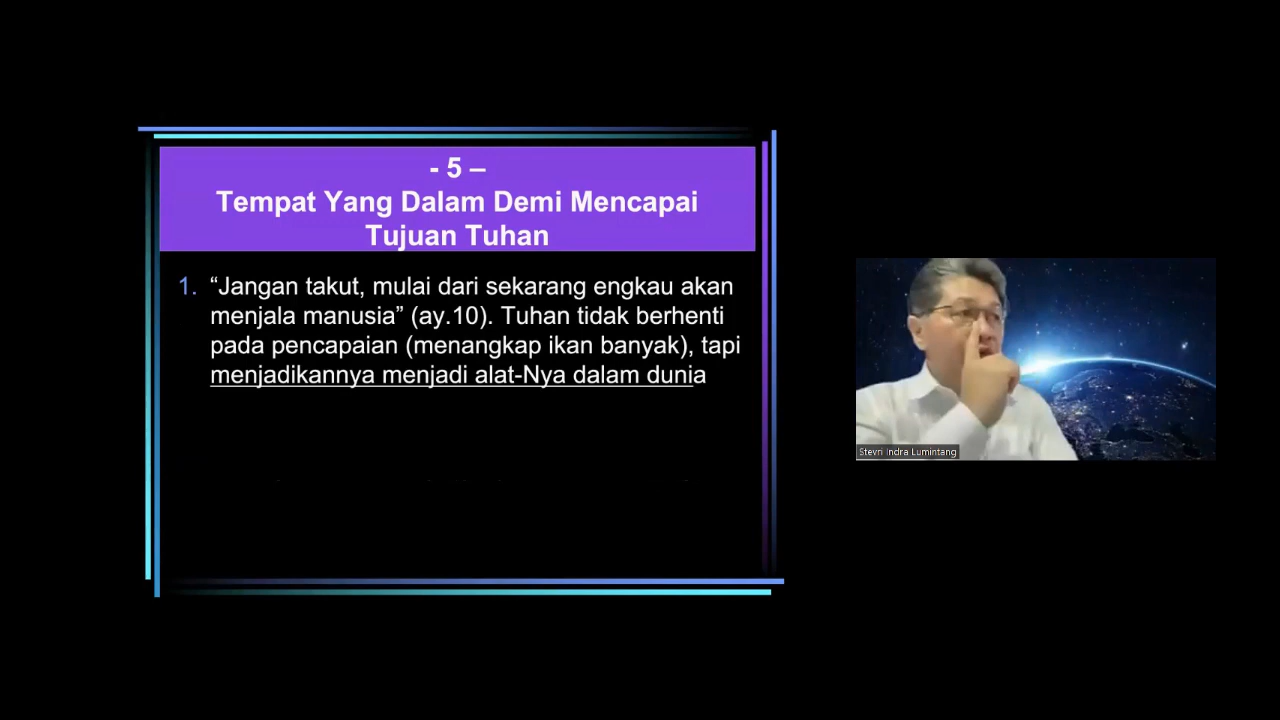 - 5 –
Tempat Yang Dalam Demi Mencapai
Tujuan Tuhan
1. “Jangan takut, mulai dari sekarang engkau akan
menjala manusia” (ay.10). Tuhan tidak berhenti
pada pencapaian (menangkap ikan banyak), tapi
menjadikannya menjadi alat-Nya dalam dunia
Stevri Indra Lumintang